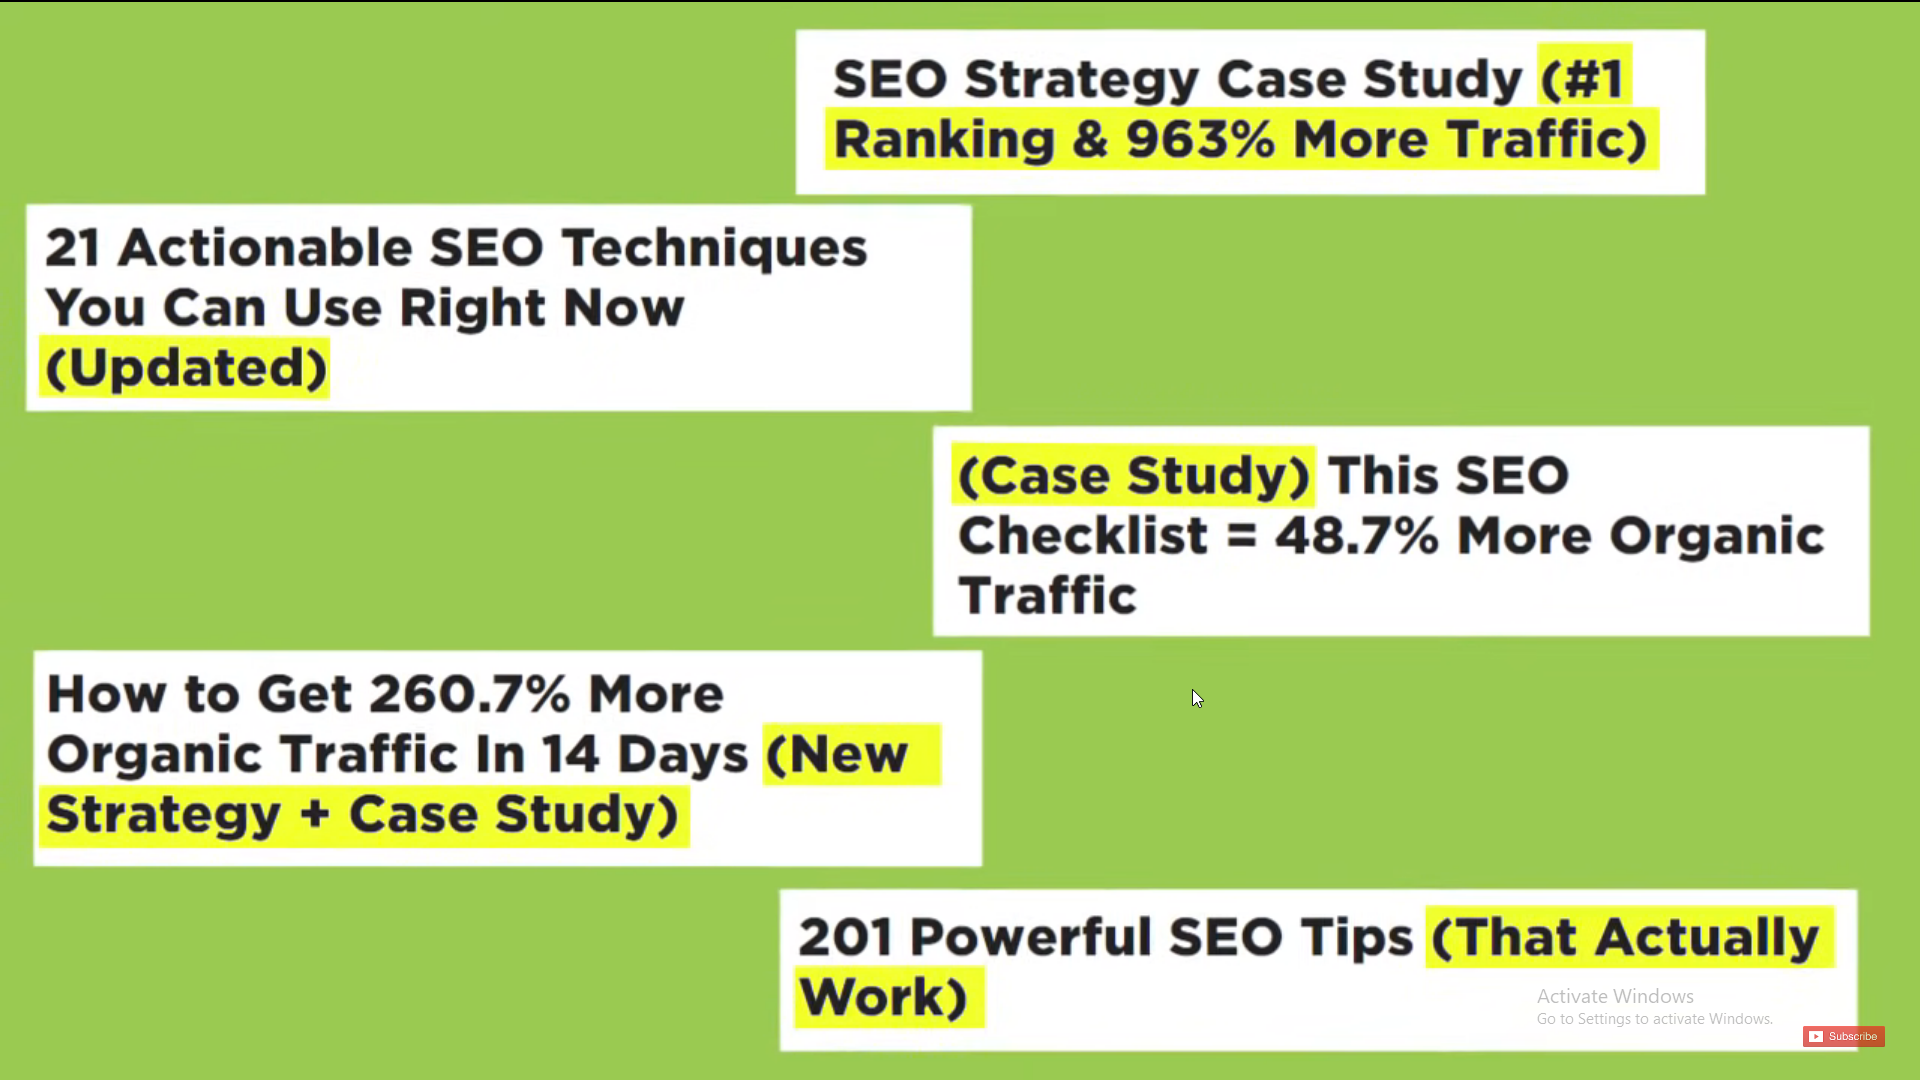 SEO Strategy Case Study (#1
Ranking & 963% More Traffic)
21 Actionable SEO Techniques
You Can Use Right Now
(Updated)
(Case Study) This SEO
Checklist = 48.7% More Organic
Traffic
How to Get 260.7% More
Organic Traffic In 14 Days (New
Strategy + Case Study)
201 Powerful SEO Tips (That Actually
Work)
Activate Windows
Go to Settings to activate Windows.
Subscribe